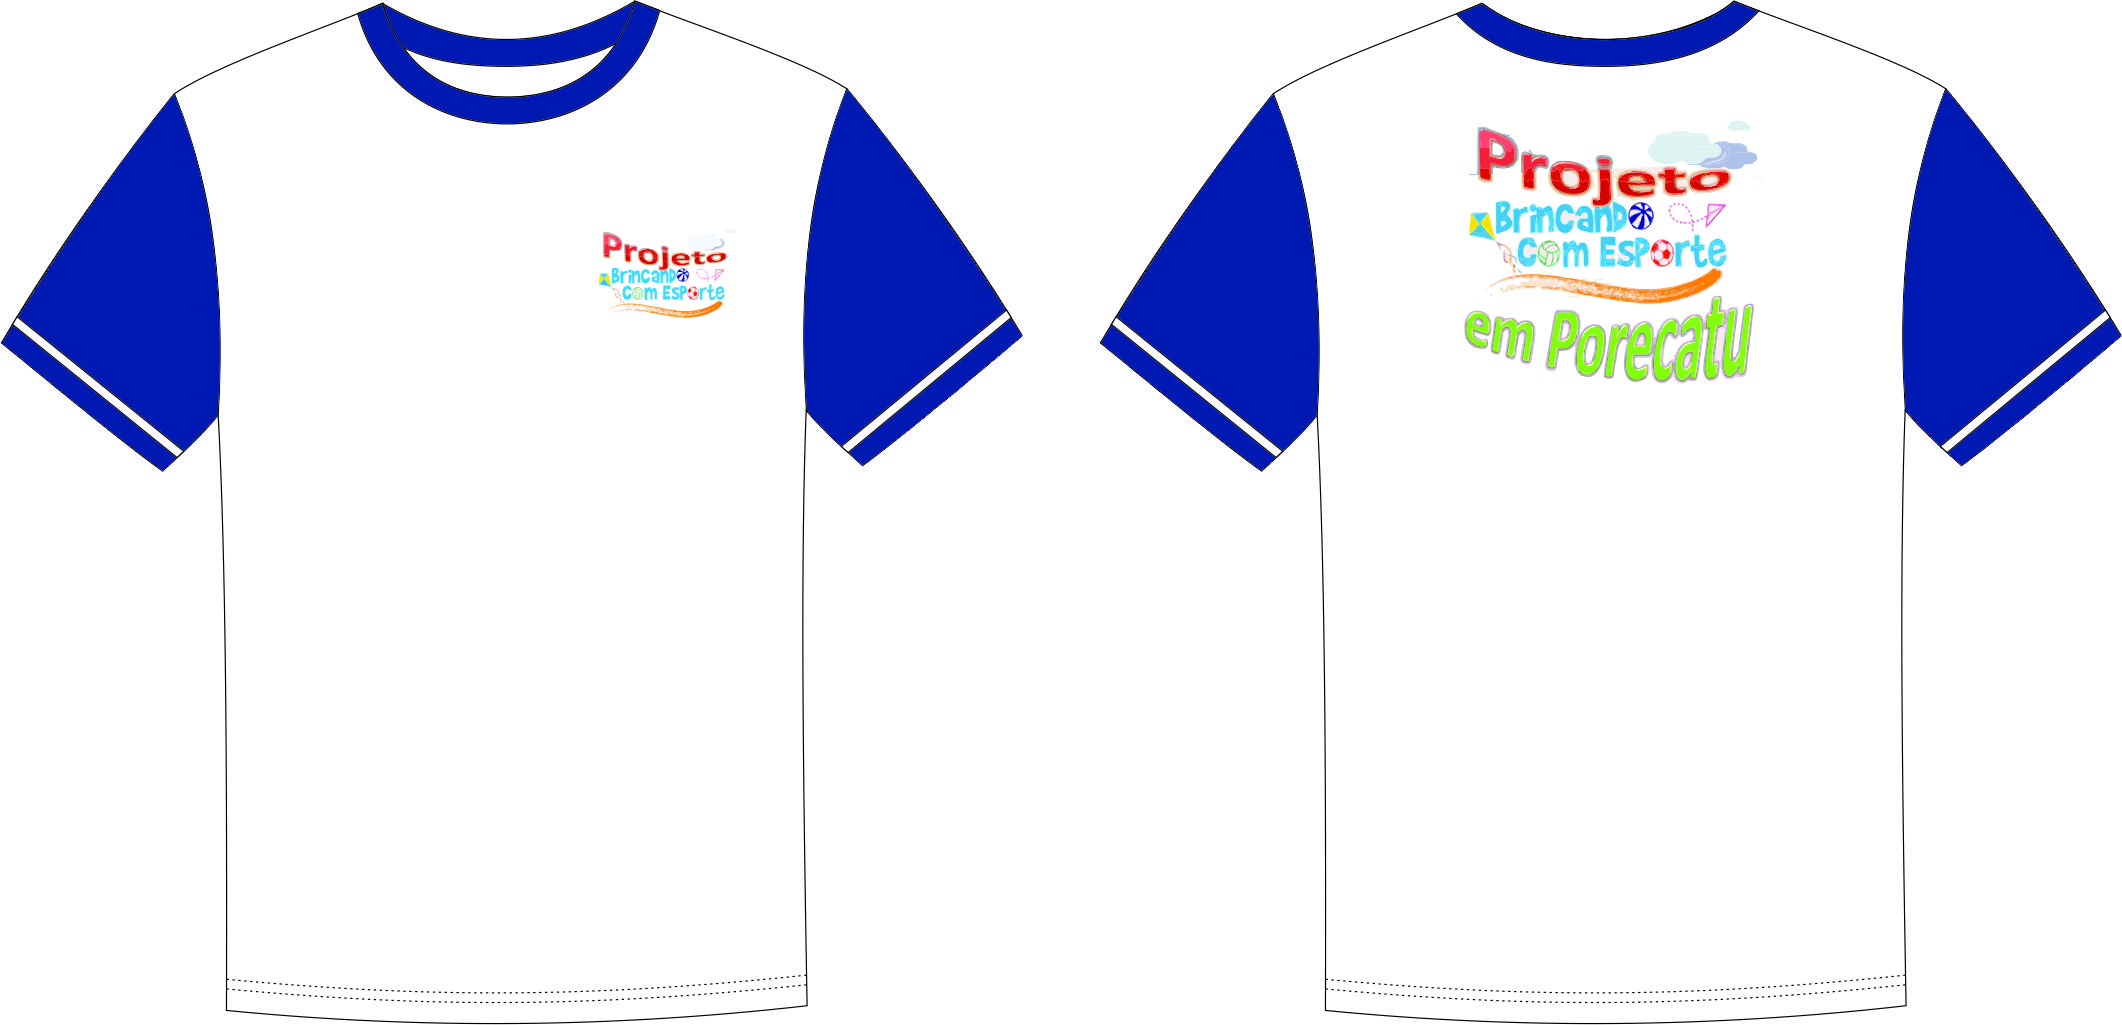 Projeto
Brincando
com Esporte
Projeto
Brincando
com Esporte
em Porecatu